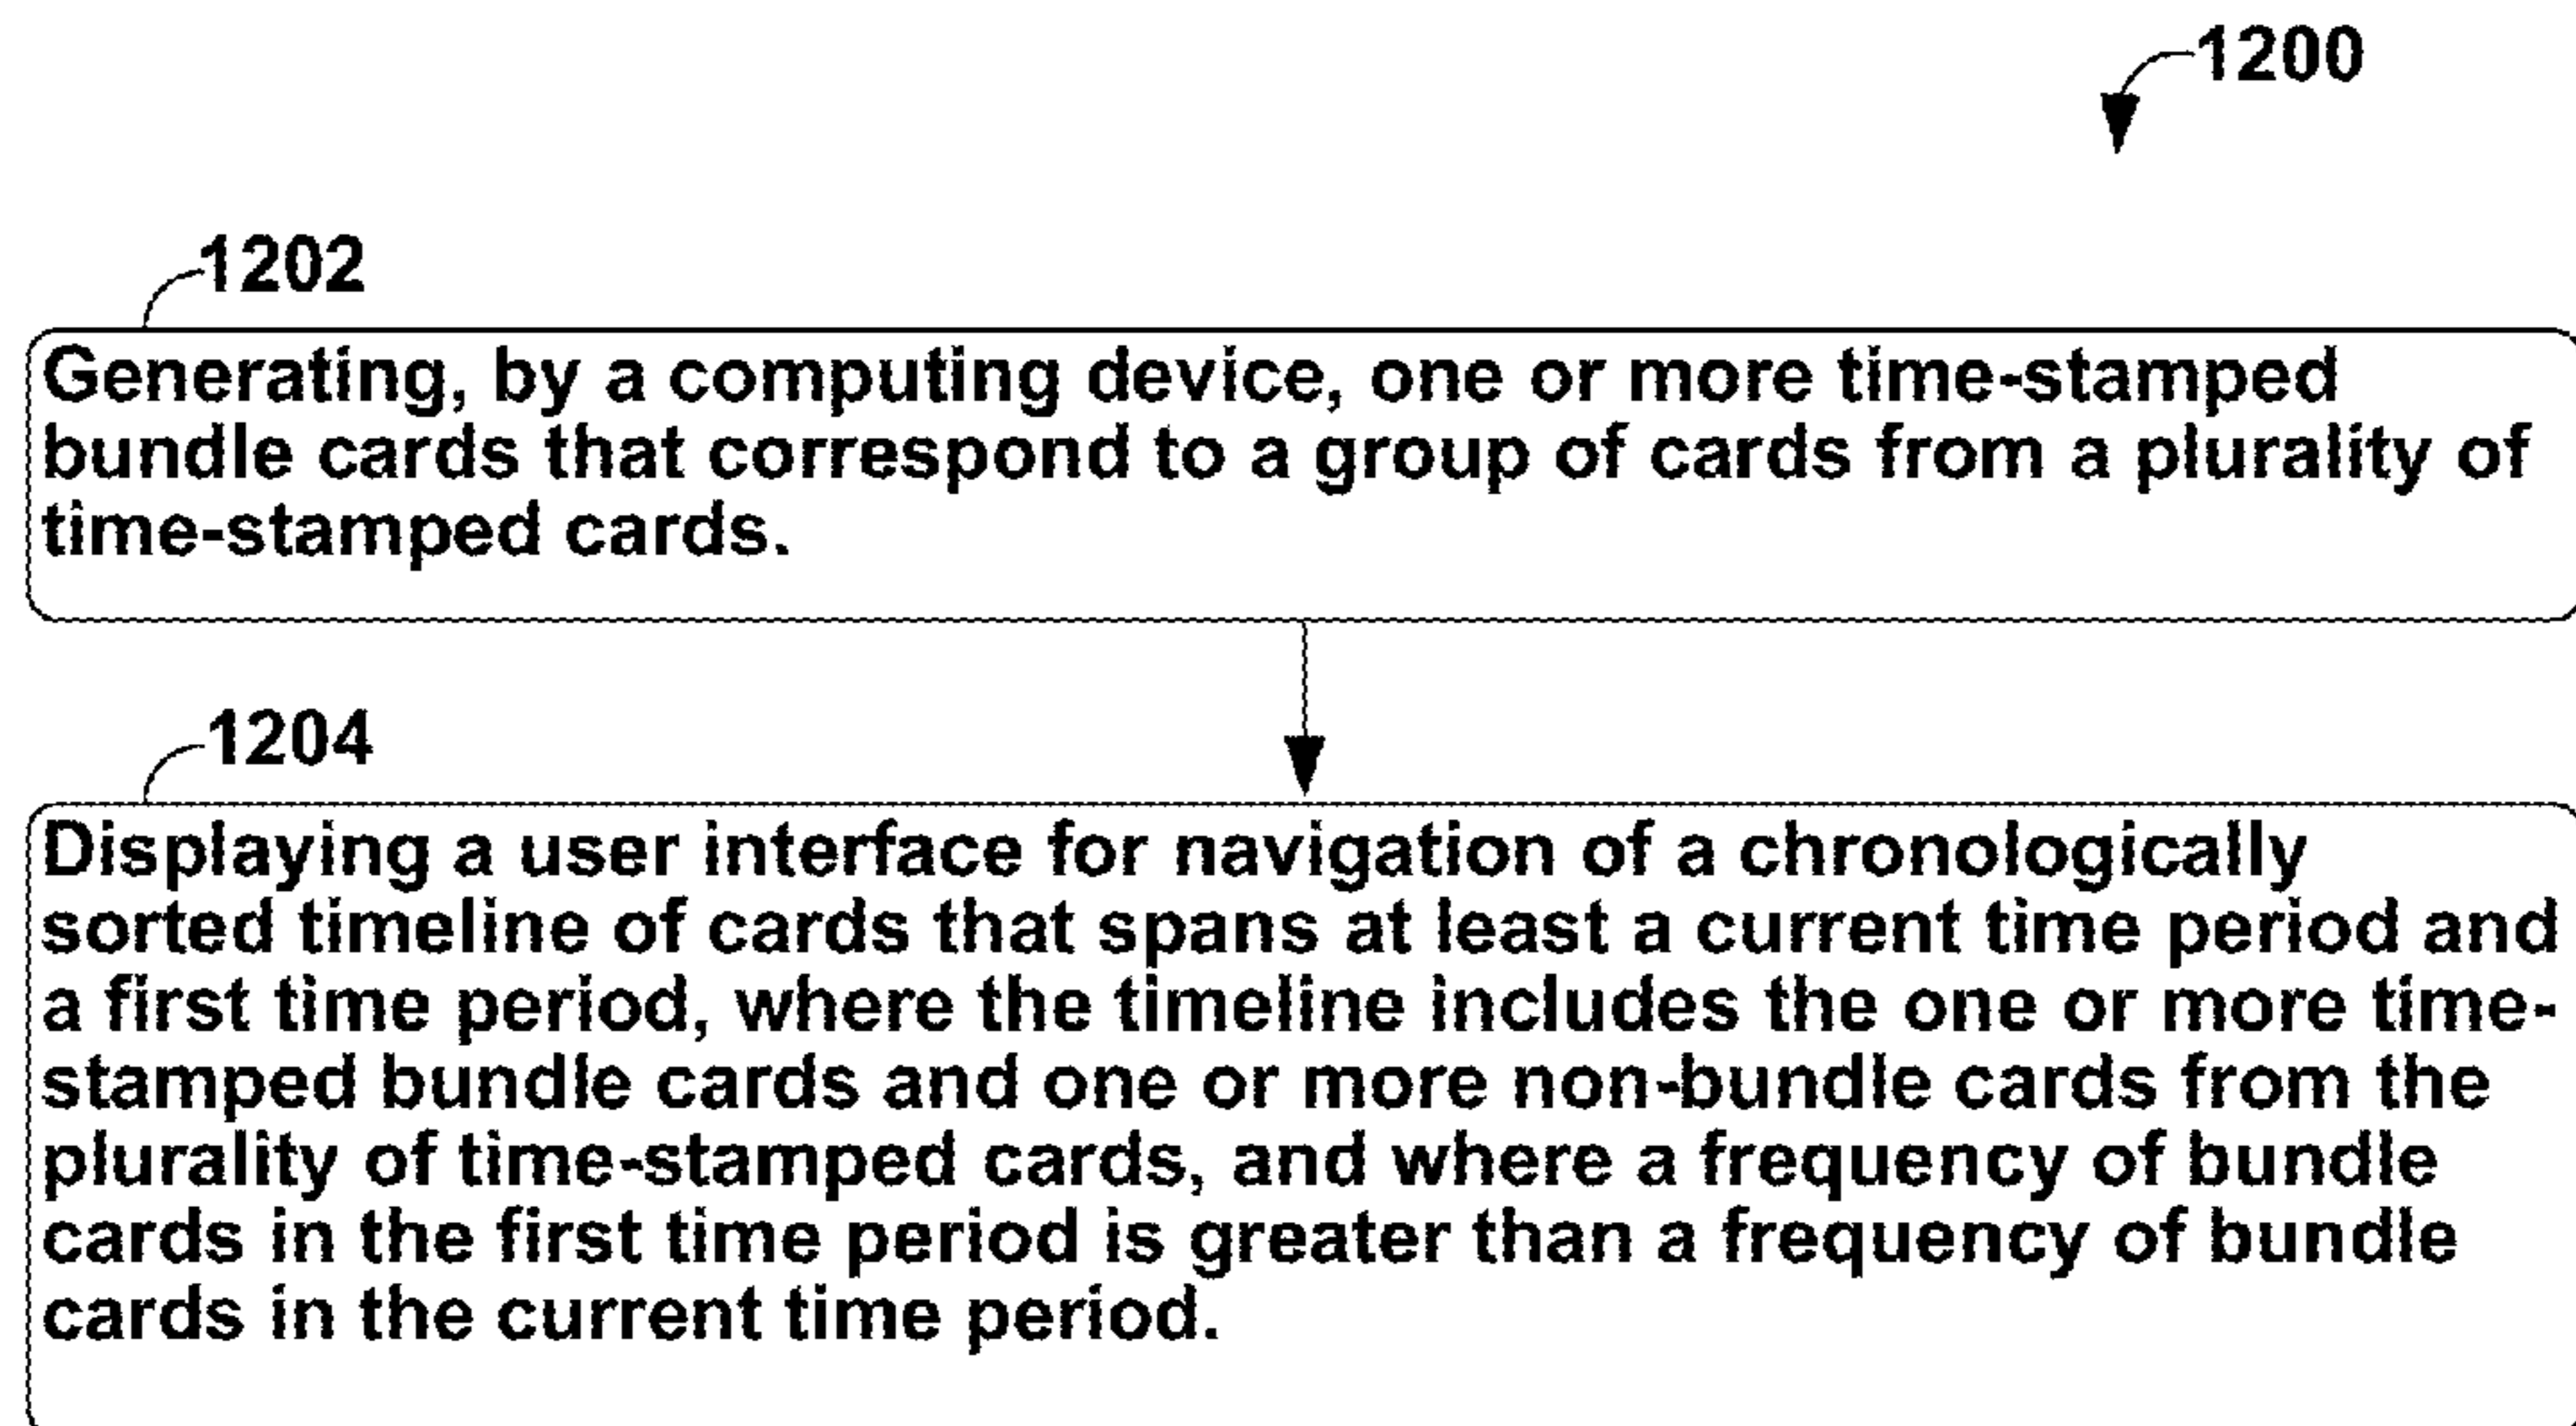 1200
1202
Generating, by a computing device, one or more time-stamped
bundle cards that correspond to a group of cards from a plurality of
time-stamped cards.
1204
Displaying a user interface for navigation of a chronologically
sorted timeline of cards that spans at least a current time period and
a first time period, where the timeline includes the one or more time-
stamped bundle cards and one or more non-bundle cards from the
plurality of time-stamped cards, and where a frequency of bundle
cards in the first time period is greater than a frequency of bundle
cards in the current time period.